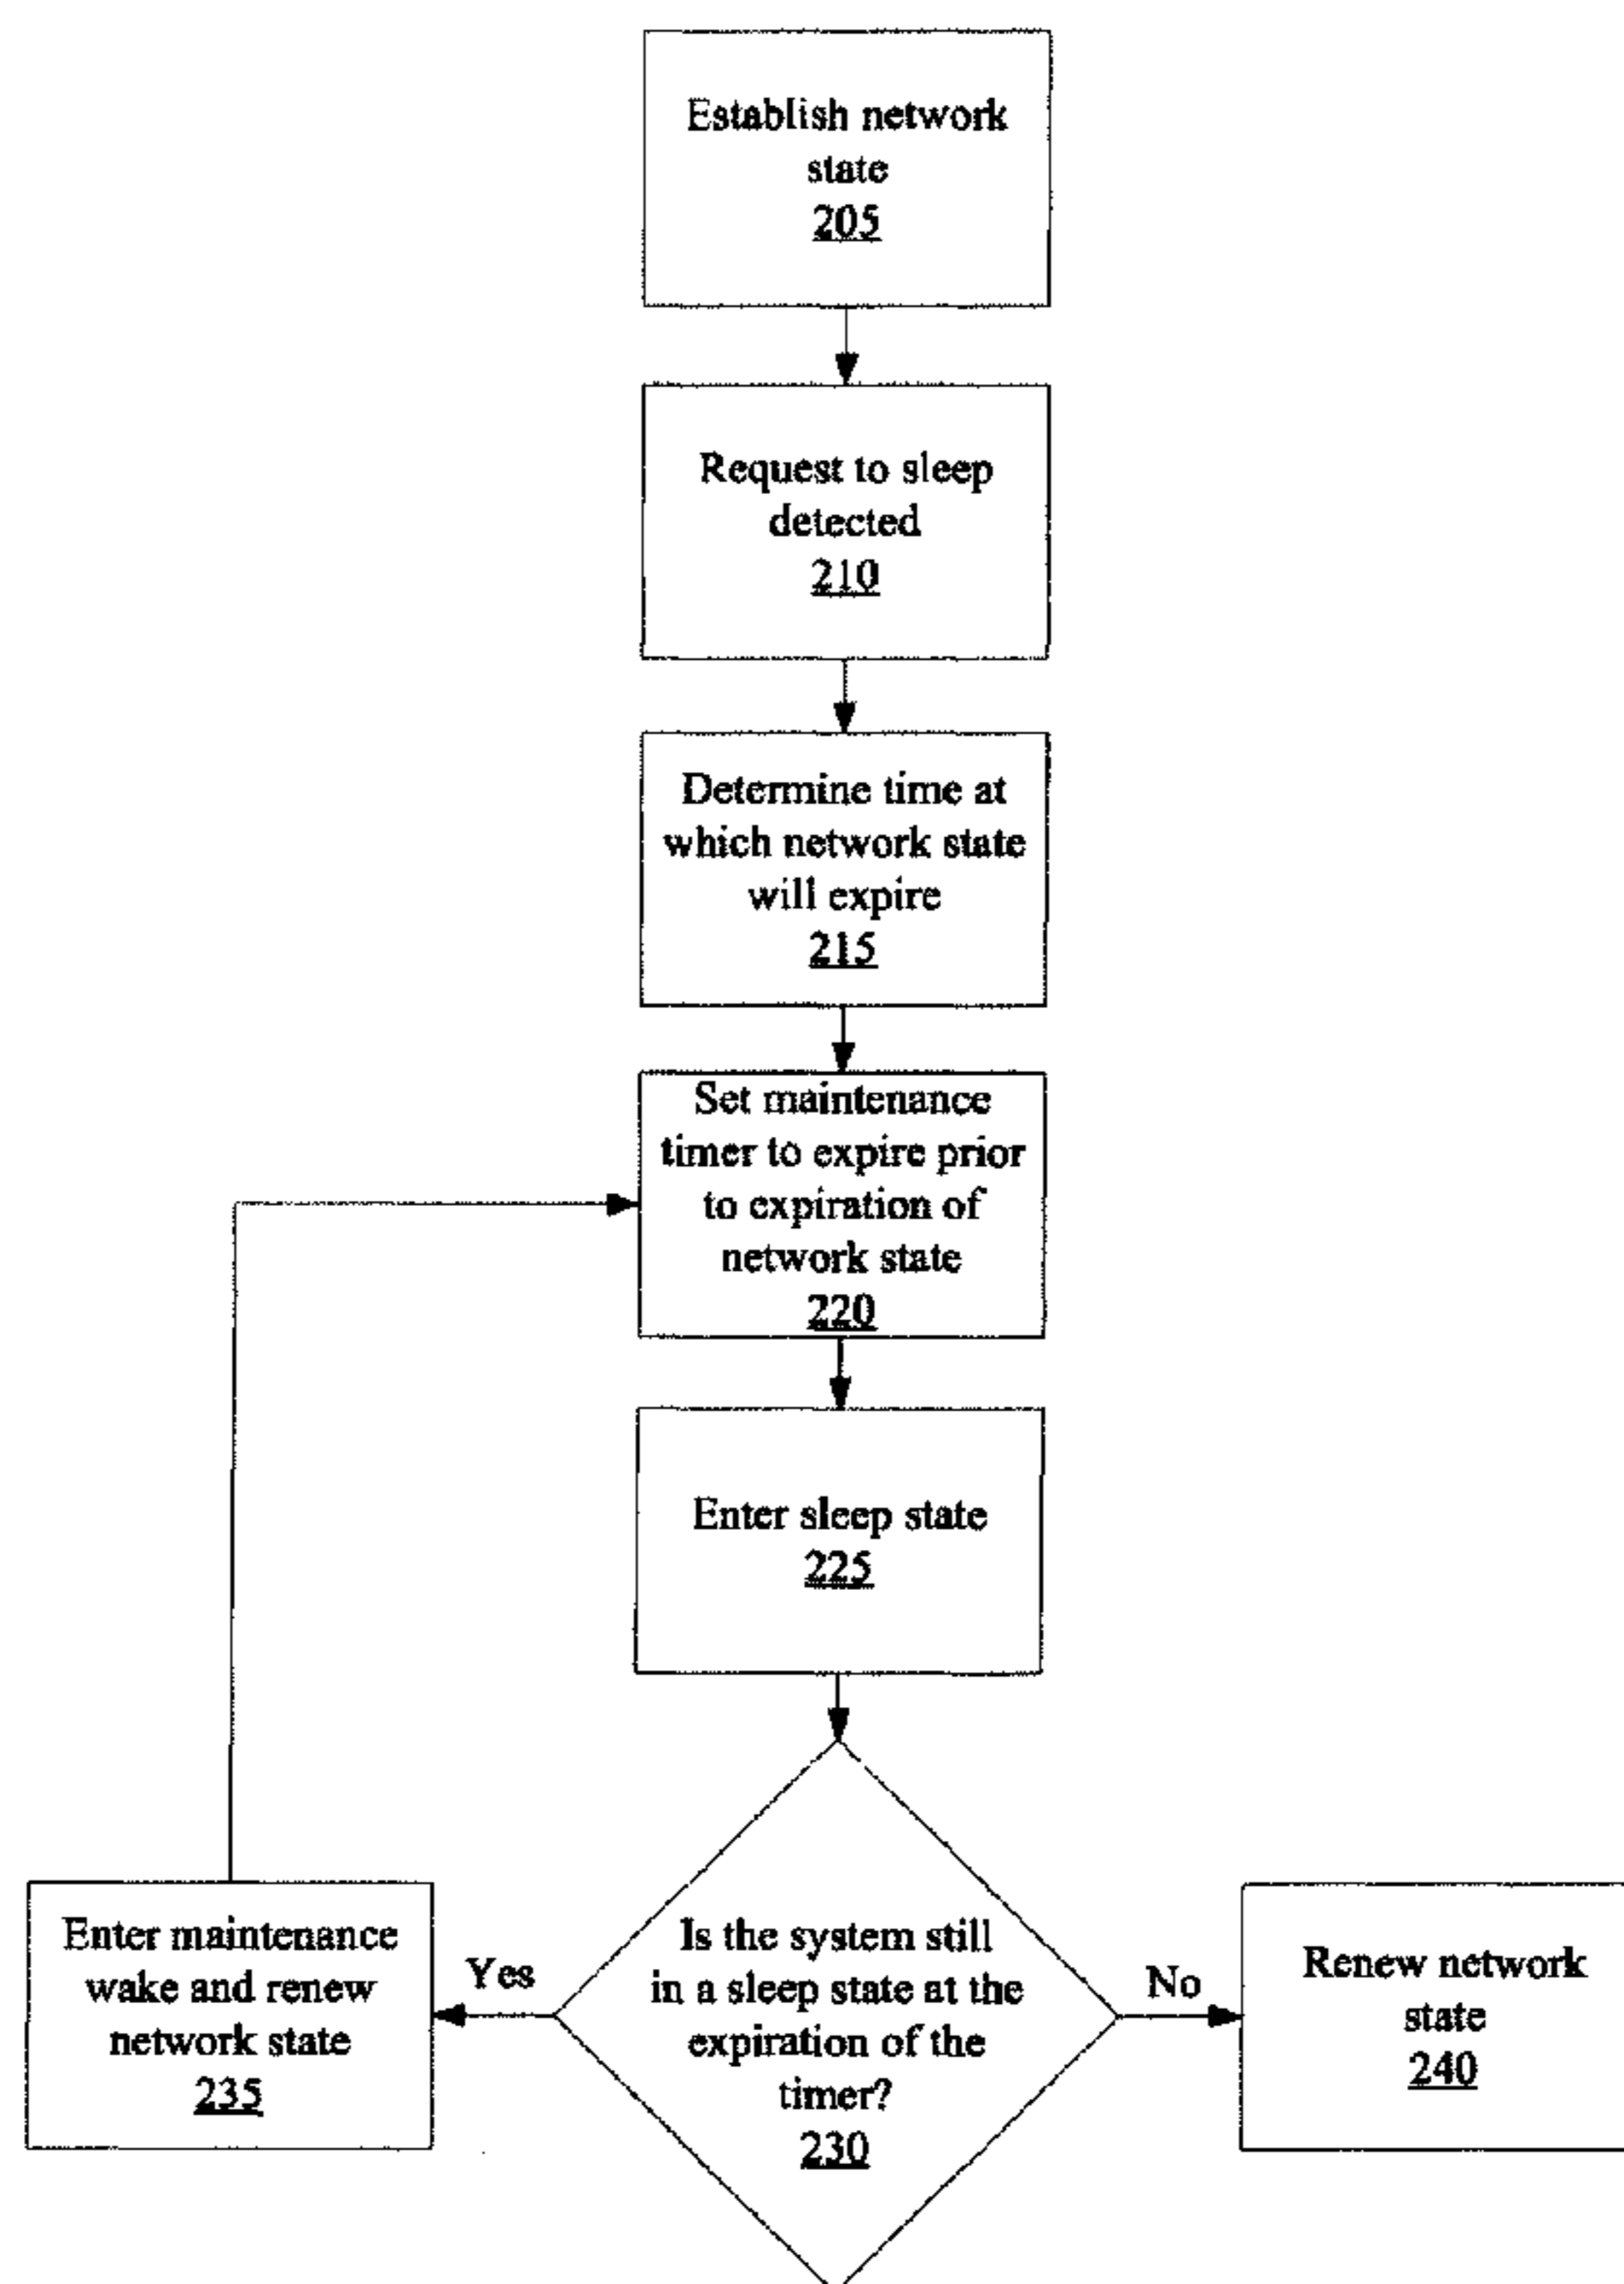 Establish network
state
205
Request to sleep
detected
210
Determine time at
which network state
will expire
215
Set maintenance
timer to expire prior
to expiration of
network state
220
Enter sleep state
225
Is the system still
in a sleep state at the
expiration of the
timer?
230
Yes
Enter maintenance
wake and renew
network state
235
No
Renew network
state
240